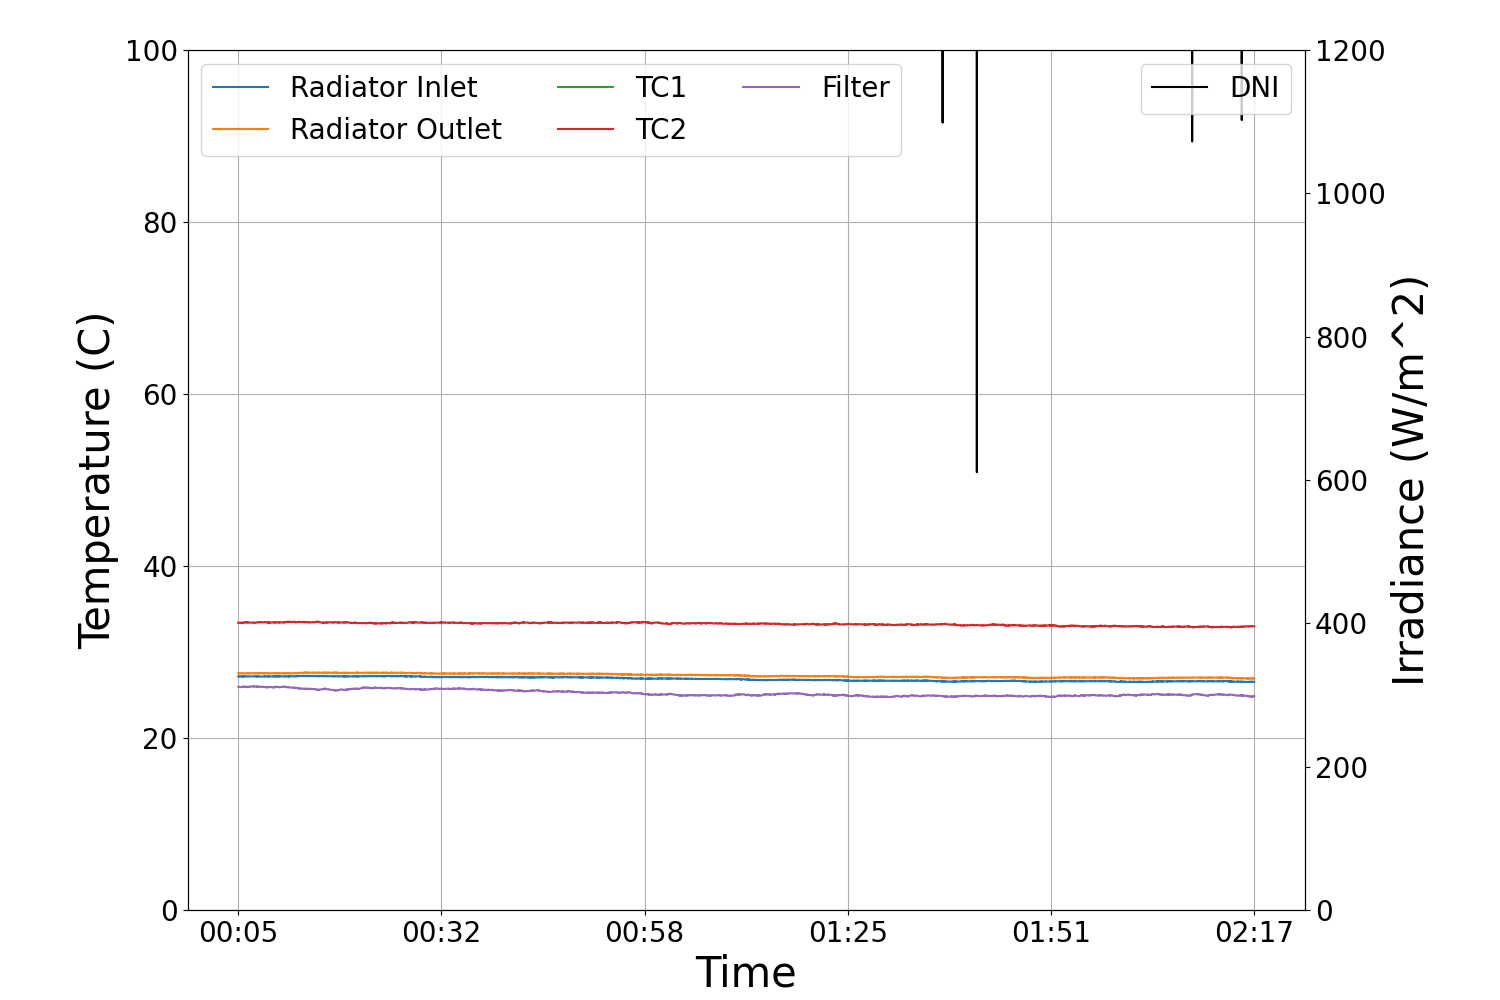 100
80
60
40
20
0
Temperature (C)
Radiator Inlet
Radiator Outlet
TC1
TC2
Filter
DNI
1200
1000
800
600
400
200
0
Irradiance (W/m^2)
00:05 00:32 00:58 01:25 01:51 02:17
Time